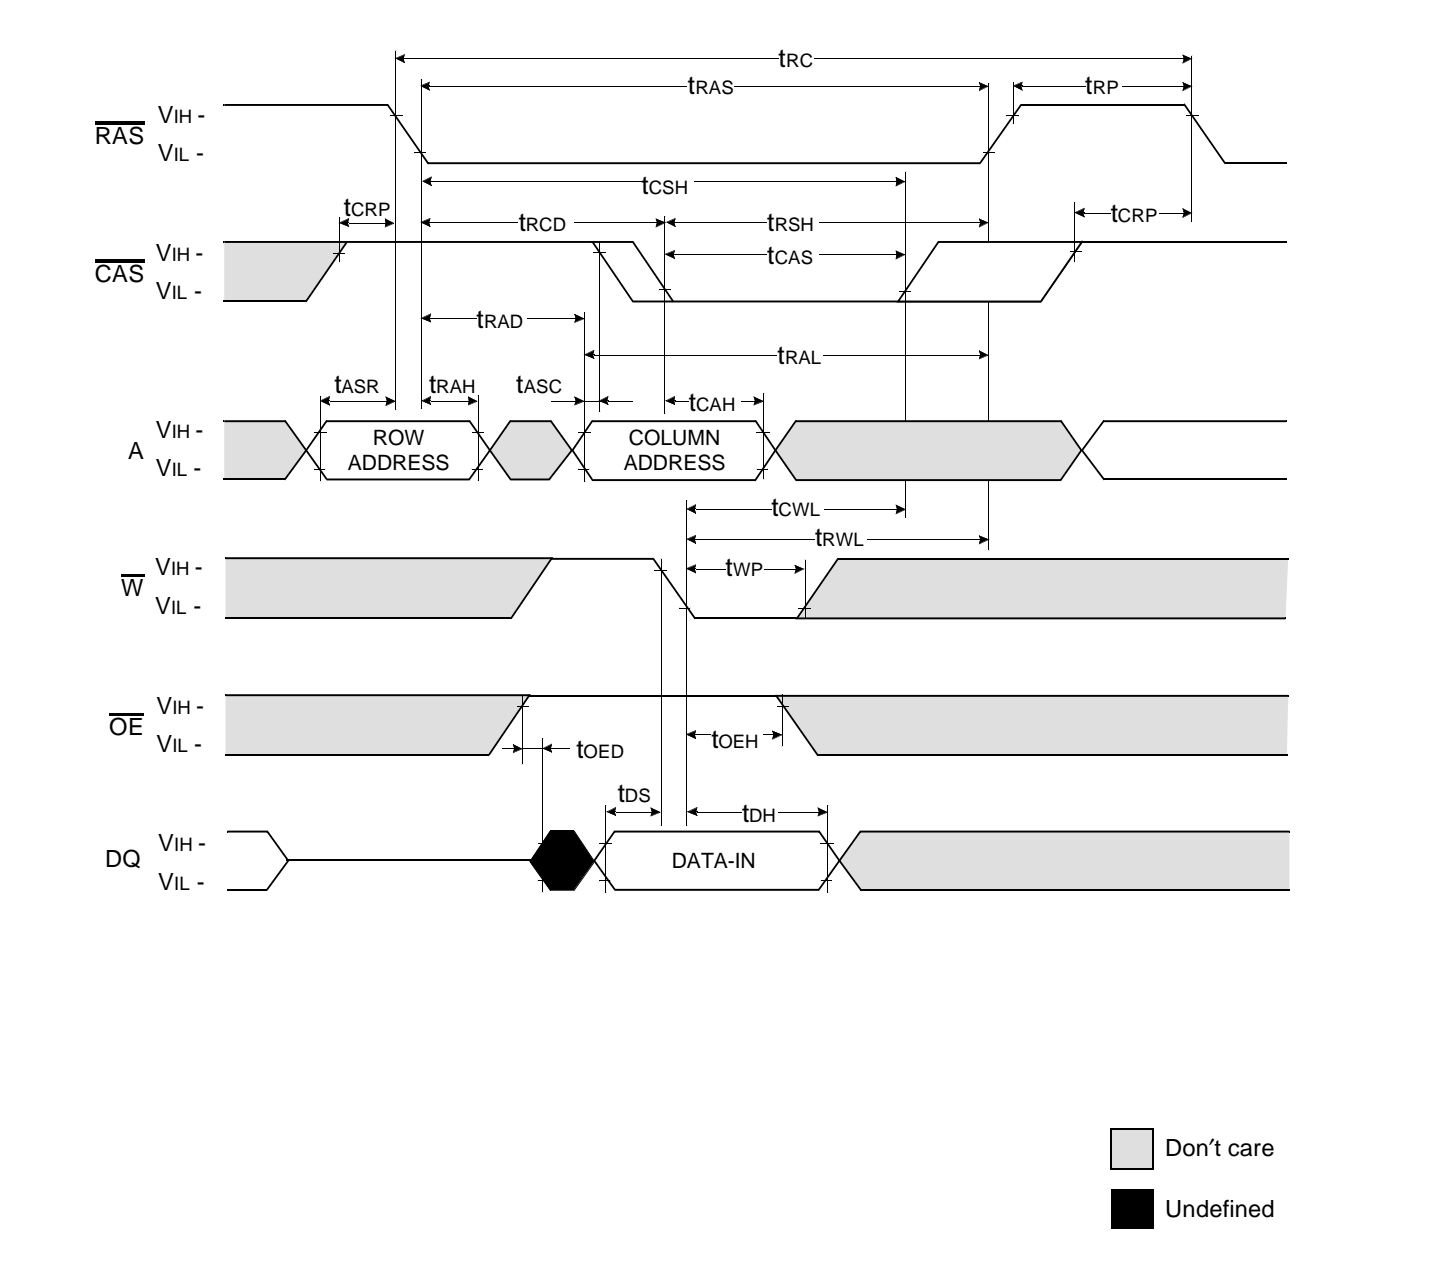 tRC
tRAS
tRP
RAS
VIH -
VIL -
tCSH
tCRP
tRCD
tRSH
tCRP
CAS
VIH -
VIL -
tCAS
tRAD
tRAL
tASR
tRAH
tASC
tCAH
A
VIH -
VIL -
ROW
ADDRESS
COLUMN
ADDRESS
tCWL
tRWL
W
VIH -
VIL -
tWP
OE
VIH -
VIL -
tOED
tOEH
tDS
tDH
DQ
VIH -
VIL -
DATA-IN
Don′t care
Undefined